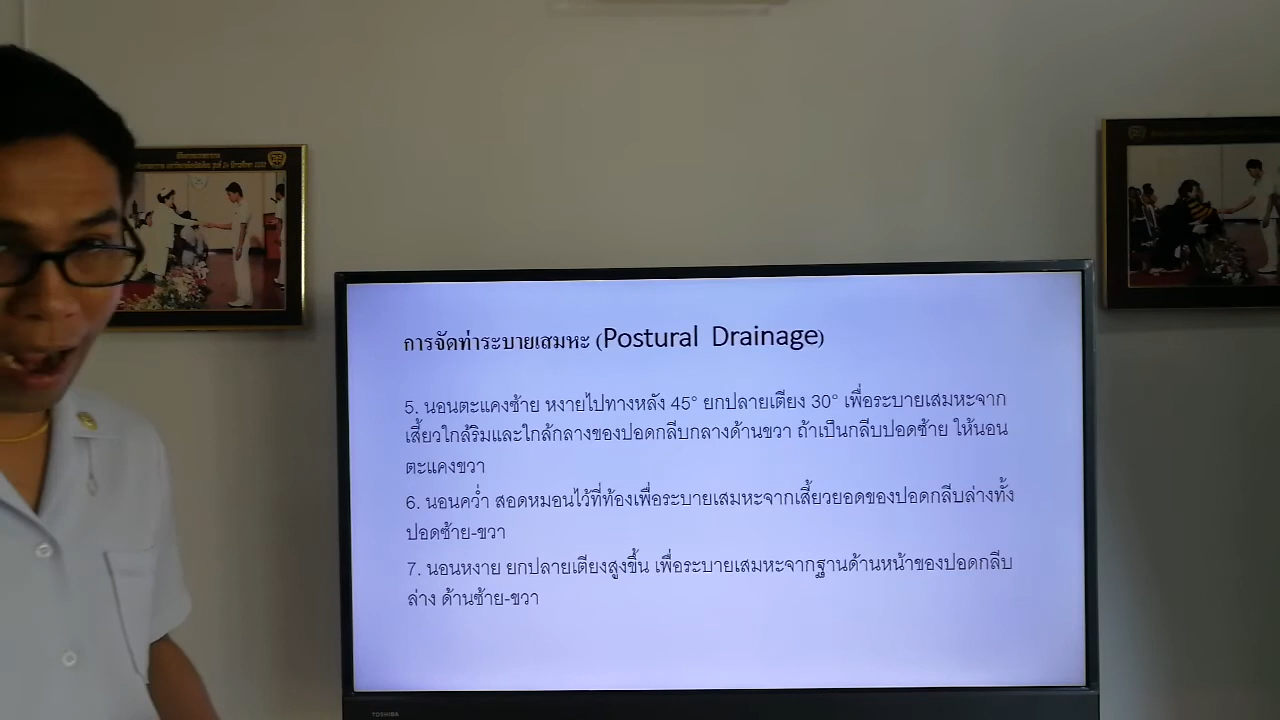 การจัดท่าระบายเสมหะ (Postural Drainage)
5. นอนตะแคงซ้าย หงายไปทางหลัง 45° ยกปลายเตียง 30° เพื่อระบายเสมหะจาก
เสี้ยวใกล้ริมและใกล้กลางของปอดกลีบกลางด้านขวา ถ้าเป็นกลีบปอดซ้าย ให้นอน
ตะแคงขวา
6. นอนคว่ำ สอดหมอนไว้ที่ท้องเพื่อระบายเสมหะจากเสี้ยวยอดของปอดกลีบล่างทั้ง
ปอดซ้าย-ขวา
7. นอนหงาย ยกปลายเตียงสูงขึ้น เพื่อระบายเสมหะจากฐานด้านหน้าของปอดกลีบ
ล่าง ด้านซ้าย-ขวา
TOSHIBA